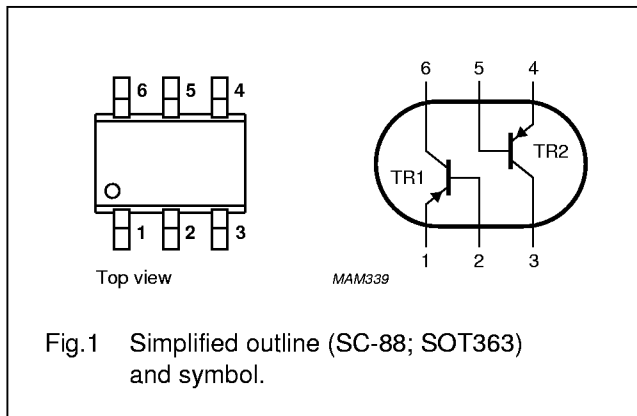 6 5 4
1 2 3
Top view
6 5 4
TR1
TR2
1 2 3
MAM339
Fig.1 Simplified outline (SC-88; SOT363)
and symbol.